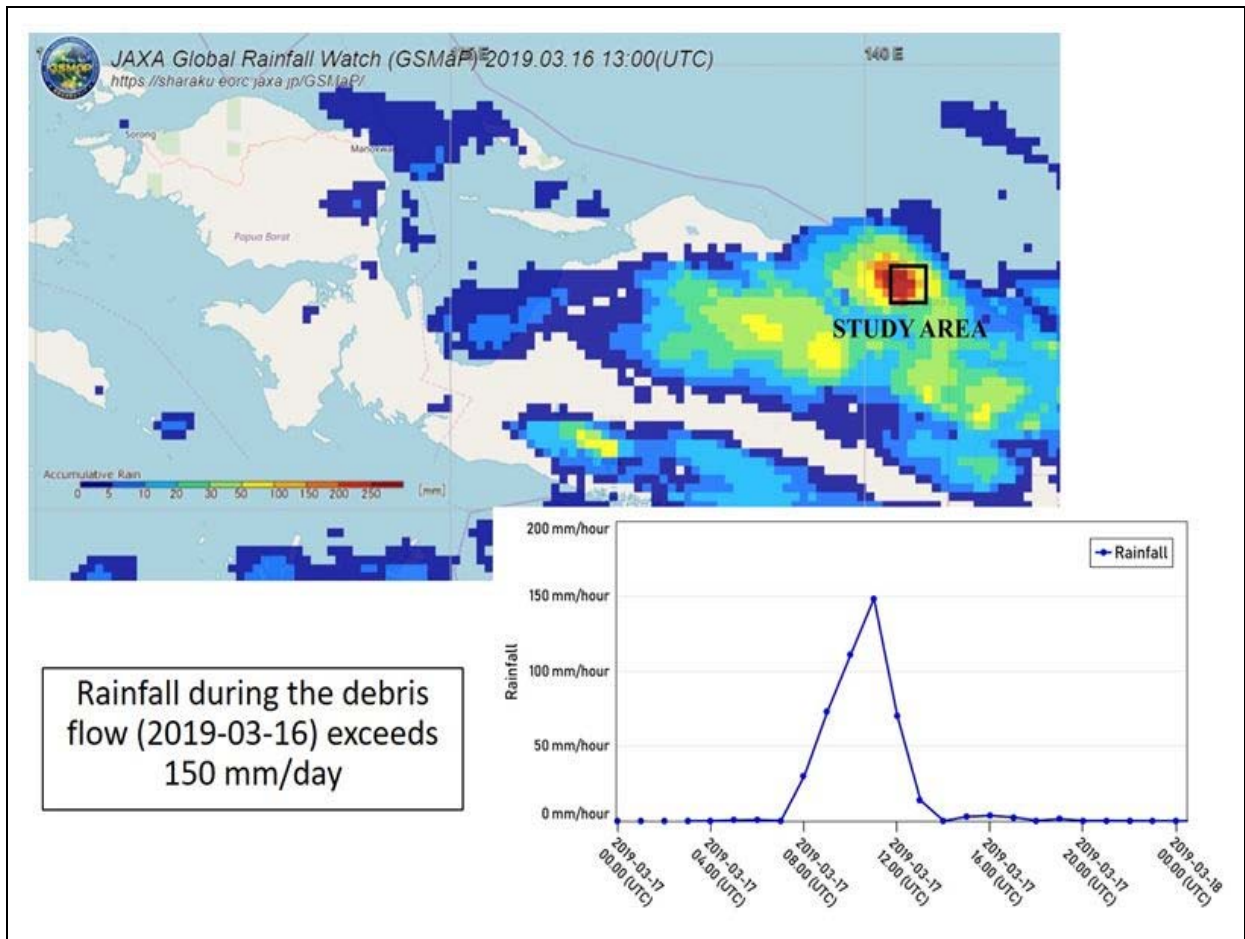 JAXA Global Rainfall Watch (GSMaP) 2019.03.16 13:00(UTC)
https://sharaku.eorc.jaxa.jp/GSMaP/
GSMaP
140 E
Sorong
Papua Barat
STUDY AREA
Accumulative Rain
0 5 10 20 30 50 100 150 200 250 [mm]
Rainfall during the debris
flow (2019-03-16) exceeds
150 mm/day
200 mm/hour
150 mm/hour
100 mm/hour
50 mm/hour
0 mm/hour
Rainfall
Rainfall
2019-03-17
00.00 (UTC)
2019-03-17
04.00 (UTC)
2019-03-17
08.00 (UTC)
2019-03-17
12.00 (UTC)
2019-03-17
16.00 (UTC)
2019-03-17
20.00 (UTC)
2019-03-18
00.00 (UTC)